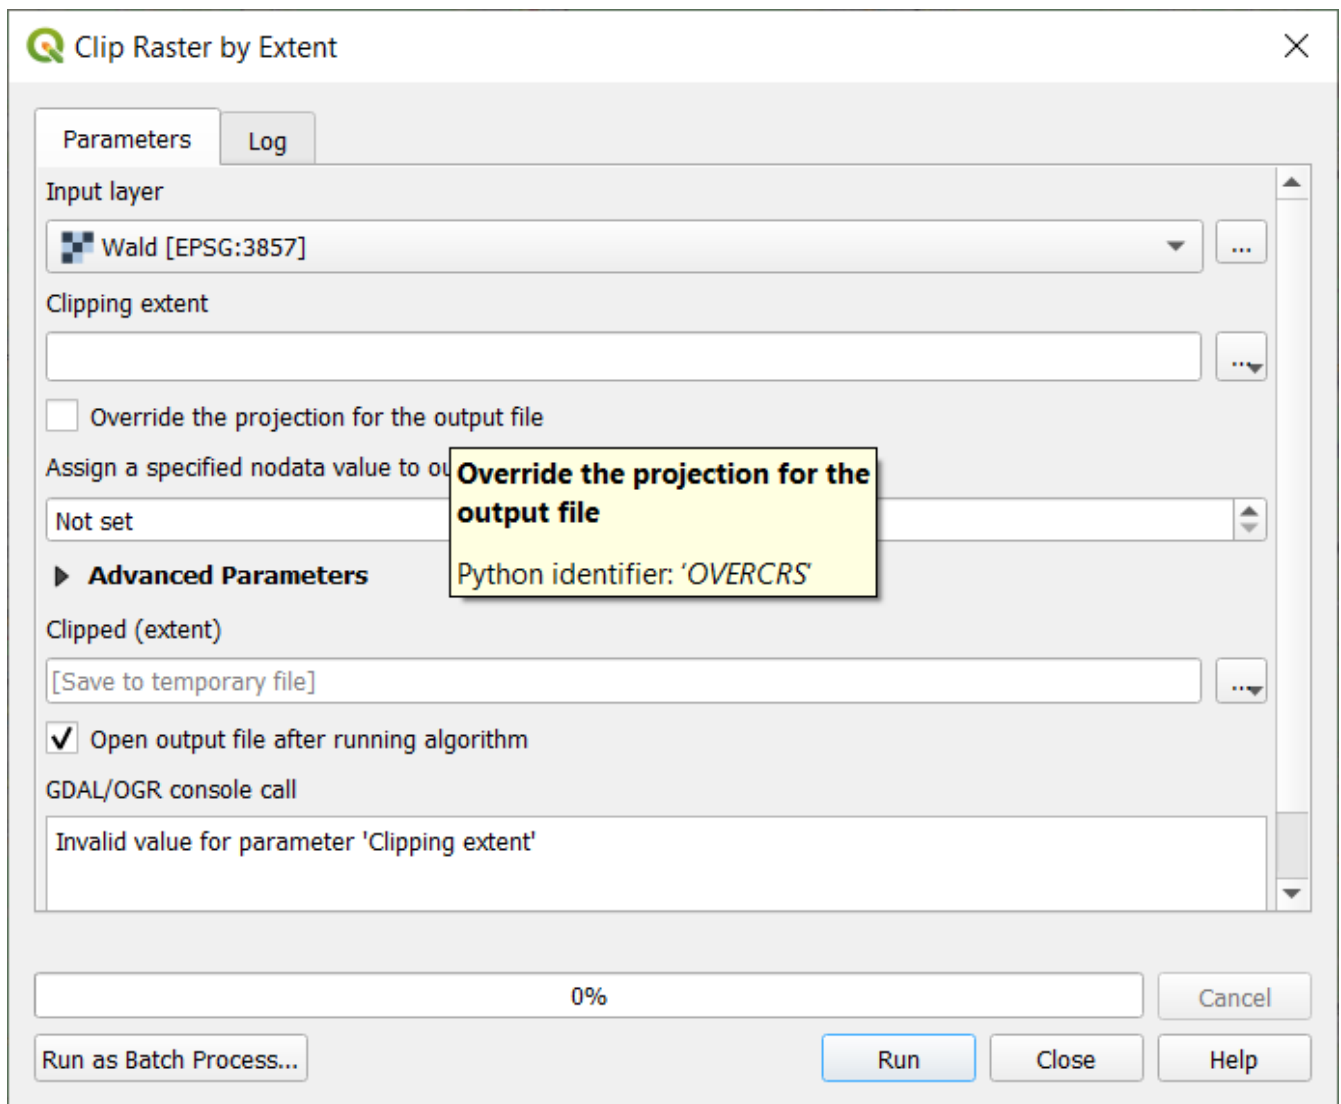 Clip Raster by Extent
Parameters
Log
Input layer
Wald [EPSG:3857]
...
Clipping extent
...
Override the projection for the output file
Assign a specified nodata value to
Override the projection for the
output file
Python identifier: ‘OVERCRS’
Not set
Advanced Parameters
Clipped (extent)
[Save to temporary file]
...
Open output file after running algorithm
GDAL/OGR console call
Invalid value for parameter 'Clipping extent'
0%
Cancel
Run as Batch Process...
Run
Close
Help